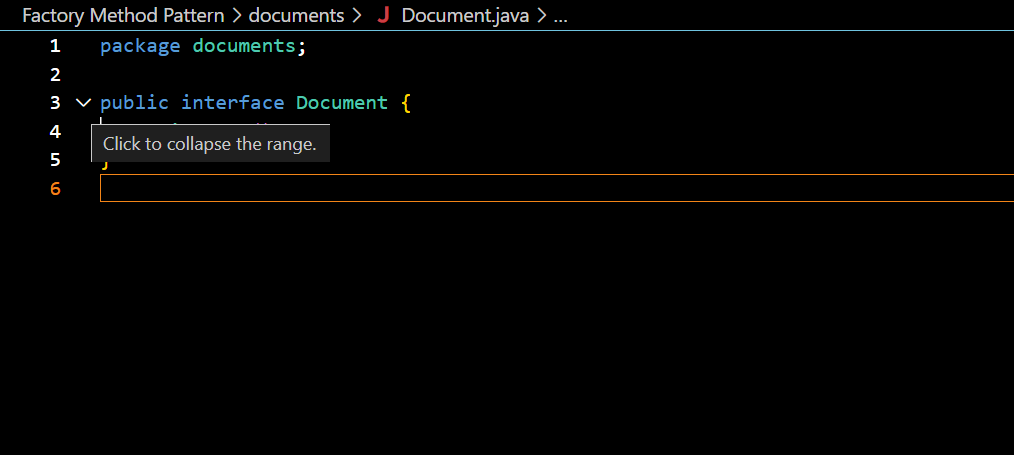 Factory Method Pattern > documents > J Document.java > ...
1 package documents;
2
3 public interface Document {
4
Click to collapse the range.
5 }
6